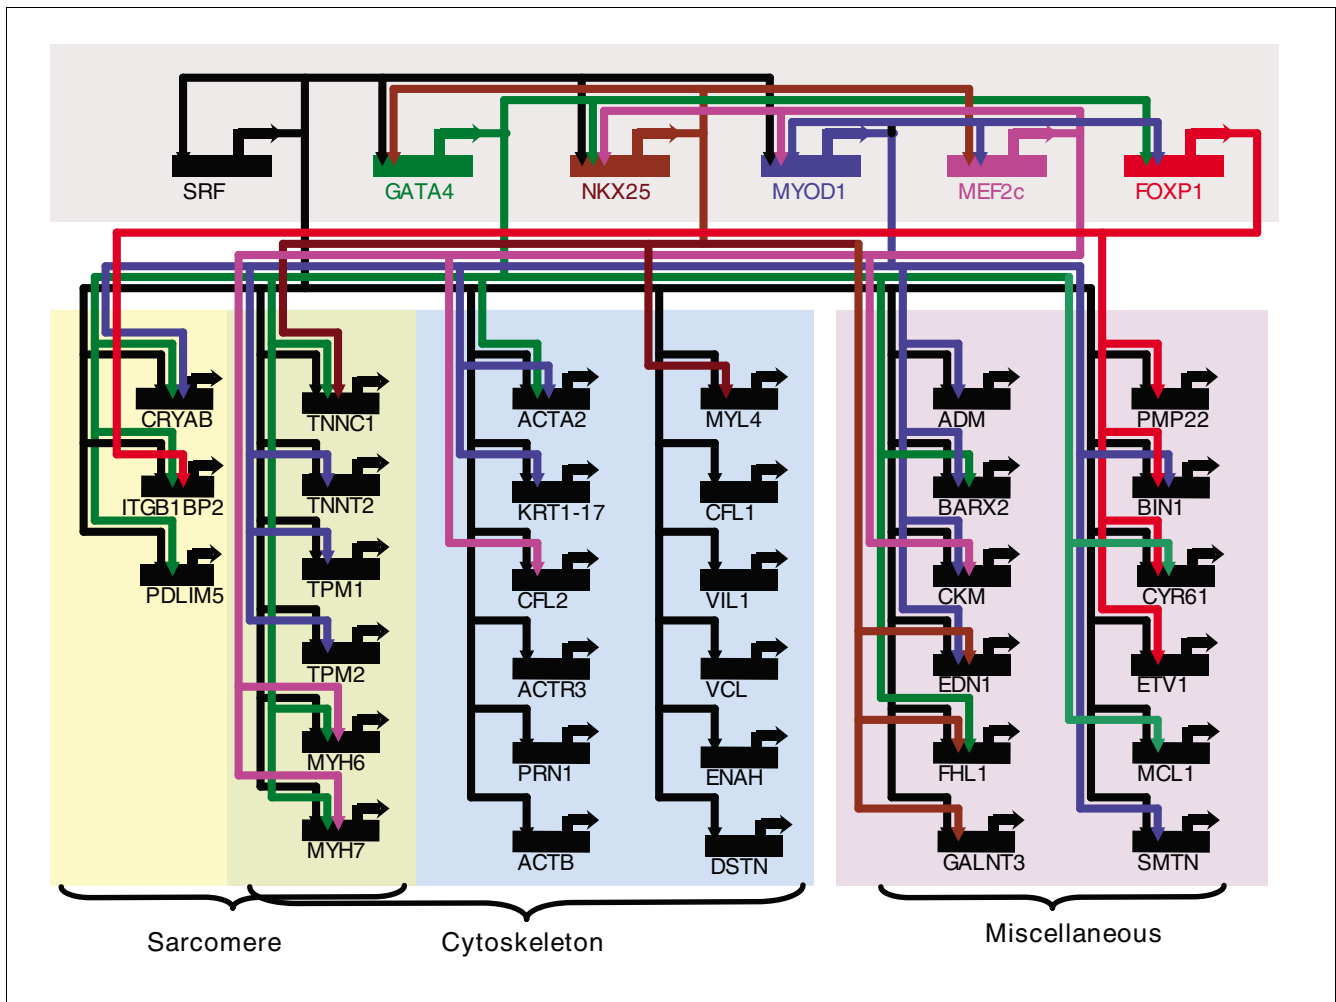 SRF GATA4 NKX25 MYOD1 MEF2c FOXP1
CRYAB TNNC1 ACTA2 MYL4 ADM PMP22
ITGB1BP2 TNNT2 KRT1-17 CFL1 BARX2 BIN1
PDLIM5 TPM1 CFL2 VIL1 CKM CYR61
TPM2 ACTR3 VCL EDN1 ETV1
MYH6 PRN1 ENAH FHL1 MCL1
MYH7 ACTB DSTN GALNT3 SMTN
Sarcomere Cytoskeleton Miscellaneous